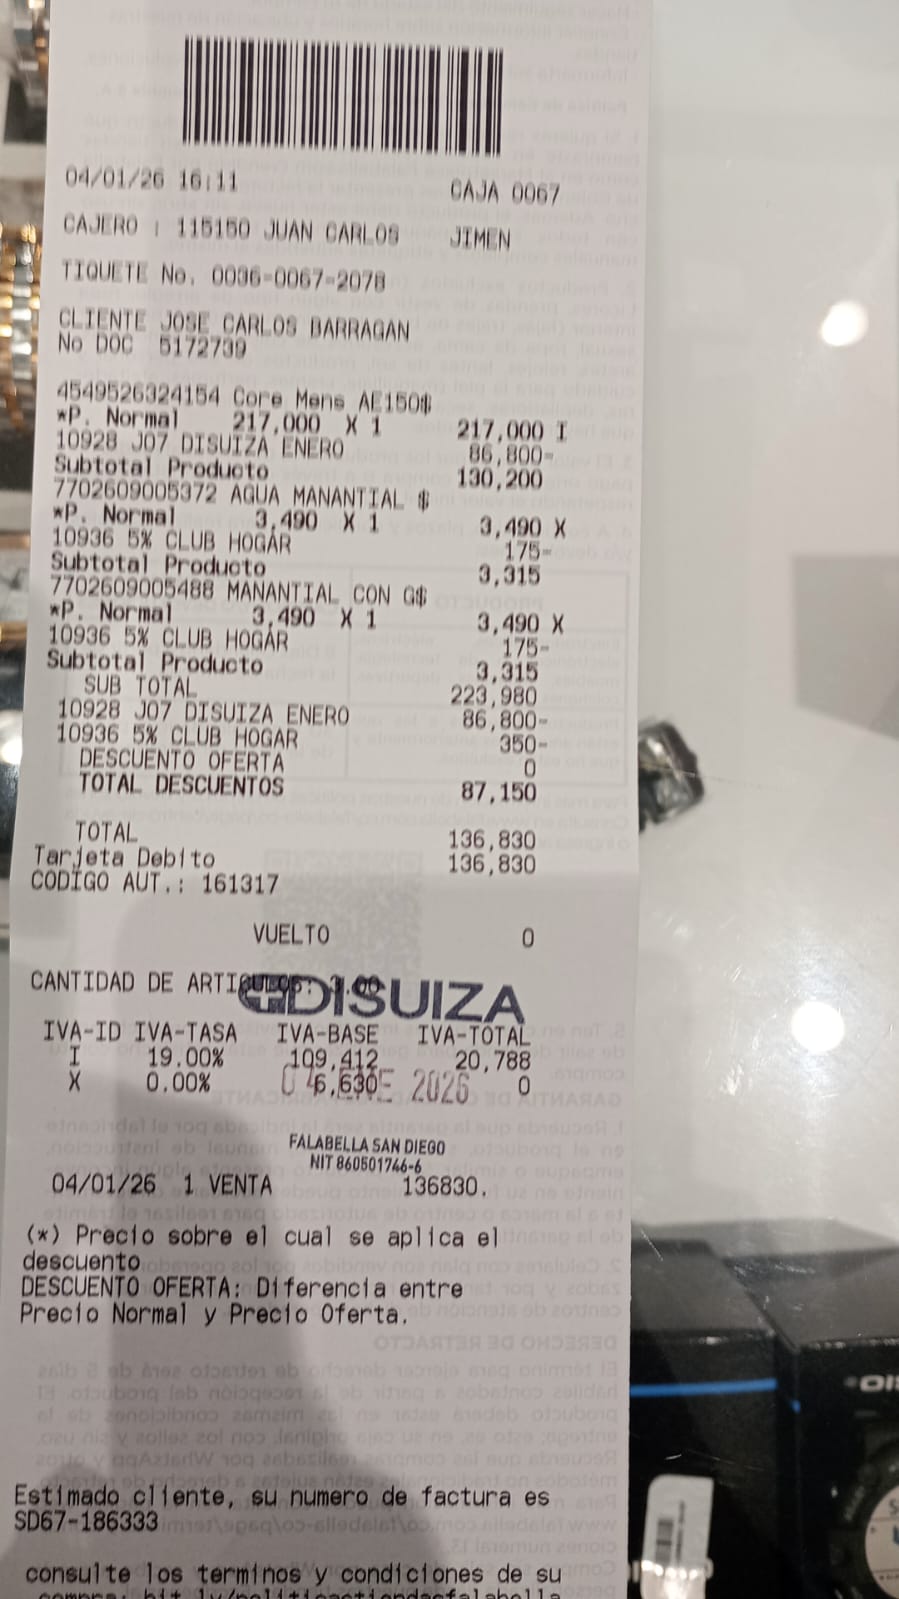 04/01/26 16:11 CAJA 0067
CAJERO : 115150 JUAN CARLOS JIMEN
TIQUETE No. 0036-0067-2078
CLIENTE JOSE CARLOS BARRAGAN
No DOC 5172739
4549526324154 Core Mens AE150$
*P. Normal 217,000 X 1 217,000 I
10928 J07 DISUIZA ENERO 86,800-
Subtotal Producto 130,200
7702609005372 AGUA MANANTIAL $
*P. Normal 3,490 X 1 3,490 X
10936 5% CLUB HOGAR 175-
Subtotal Producto 3,315
7702609005488 MANANTIAL CON G$
*P. Normal 3,490 X 1 3,490 X
10936 5% CLUB HOGAR 175-
Subtotal Producto 3,315
SUB TOTAL 223,980
10928 J07 DISUIZA ENERO 86,800-
10936 5% CLUB HOGAR 350-
DESCUENTO OFERTA 0
TOTAL DESCUENTOS 87,150
TOTAL 136,830
Tarjeta Debito 136,830
CODIGO AUT.: 161317
VUELTO 0
CANTIDAD DE ARTICULOS: 3.00
DISUIZA
IVA-ID IVA-TASA IVA-BASE IVA-TOTAL
I 19.00% 109,412 20,788
X 0.00% 6,630 0
04 ENE 2026
FALABELLA SAN DIEGO
NIT 860501746-6
04/01/26 1 VENTA 136830.
(*) Precio sobre el cual se aplica el
descuento
DESCUENTO OFERTA: Diferencia entre
Precio Normal y Precio Oferta.
Estimado cliente, su numero de factura es
SD67-186333
consulte los terminos y condiciones de su